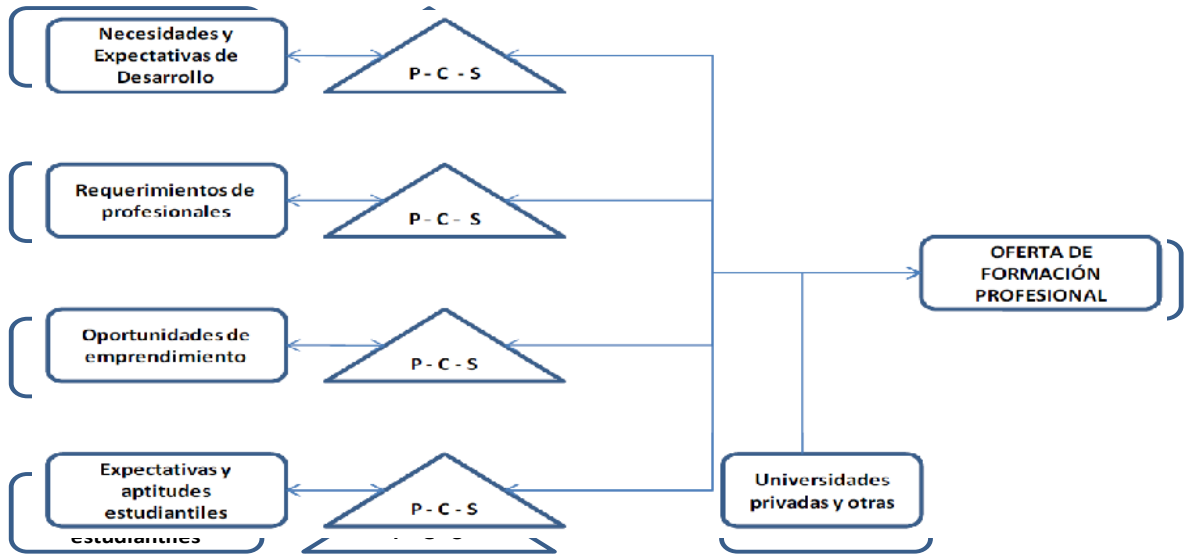 Necesidades y
Expectativas de
Desarrollo
P - C - S
Requerimientos de
profesionales
P - C - S
OFERTA DE
FORMACIÓN
PROFESIONAL
Oportunidades de
emprendimiento
P - C - S
Expectativas y
aptitudes
estudiantiles
P - C - S
Universidades
privadas y otras
estudiantiles